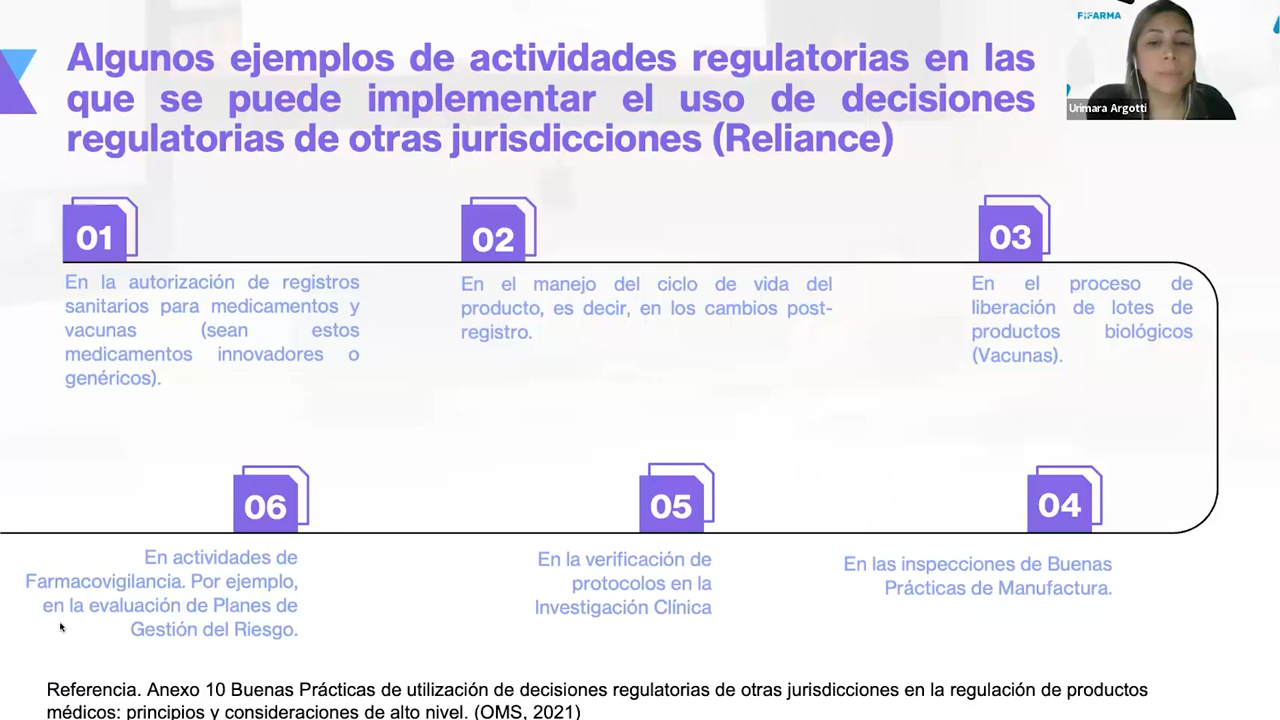 Algunos ejemplos de actividades regulatorias en las
que se puede implementar el uso de decisiones
regulatorias de otras jurisdicciones (Reliance)
FIFARMA
Urimara Argotti
01
En la autorización de registros
sanitarios para medicamentos y
vacunas (sean estos
medicamentos innovadores o
genéricos).
02
En el manejo del ciclo de vida del
producto, es decir, en los cambios post-
registro.
03
En el proceso de
liberación de lotes de
productos biológicos
(Vacunas).
04
En las inspecciones de Buenas
Prácticas de Manufactura.
05
En la verificación de
protocolos en la
Investigación Clínica
06
En actividades de
Farmacovigilancia. Por ejemplo,
en la evaluación de Planes de
Gestión del Riesgo.
Referencia. Anexo 10 Buenas Prácticas de utilización de decisiones regulatorias de otras jurisdicciones en la regulación de productos
médicos: principios y consideraciones de alto nivel. (OMS, 2021)